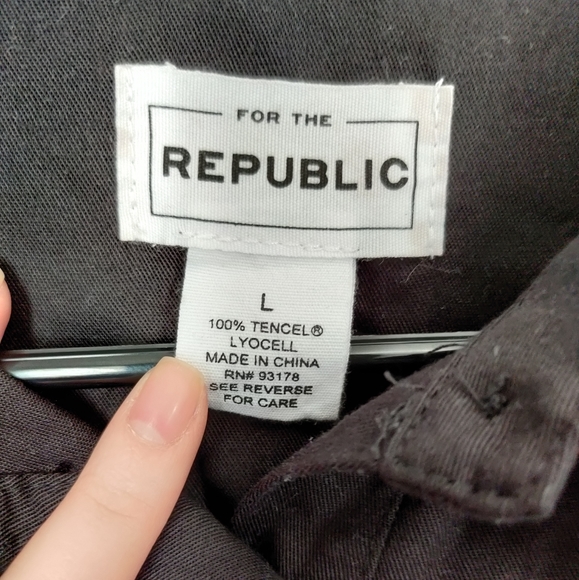 FOR THE
REPUBLIC
L
100% TENCEL®
LYOCELL
MADE IN CHINA
RN# 93178
SEE REVERSE
FOR CARE